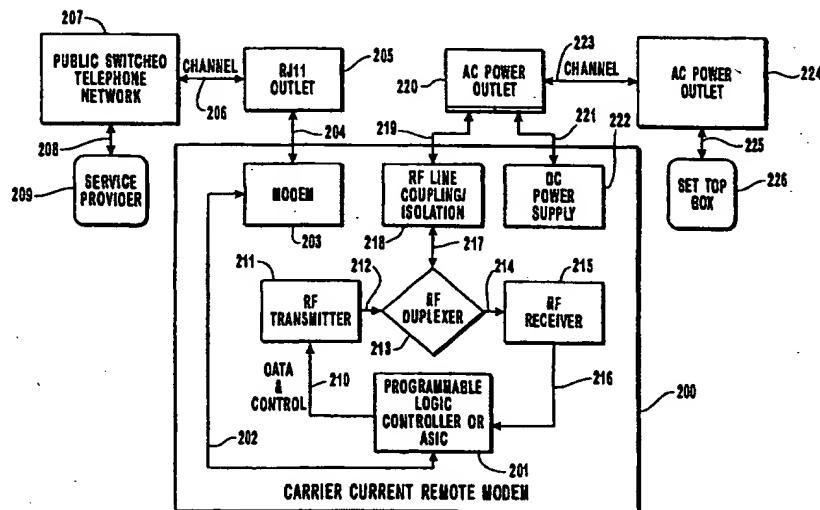 207
PUBLIC SWITCHED
TELEPHONE
NETWORK
CHANNEL
206
RJ11
OUTLET
205
220
AC POWER
OUTLET
223
CHANNEL
AC POWER
OUTLET
224
208
204
219
221
222
225
209
SERVICE
PROVIDER
MODEM
203
RF LINE
COUPLING/
ISOLATION
218
DC
POWER
SUPPLY
SET TOP
BOX
226
217
211
RF
TRANSMITTER
212
RF
DUPLEXER
213
214
215
RF
RECEIVER
DATA
&
CONTROL
210
216
PROGRAMMABLE
LOGIC
CONTROLLER OR
ASIC
200
202
201
CARRIER CURRENT REMOTE MODEM